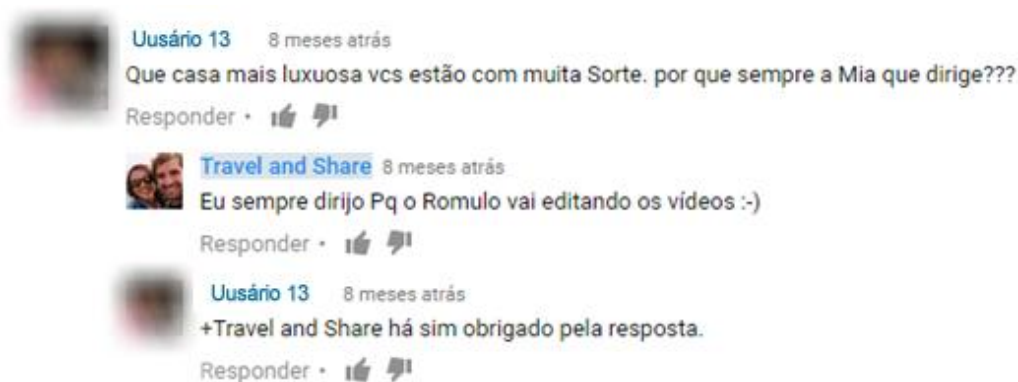 Uusário 13 8 meses atrás
Que casa mais luxuosa vcs estão com muita Sorte. por que sempre a Mia que dirige???
Responder •
Travel and Share 8 meses atrás
Eu sempre dirijo Pq o Romulo vai editando os vídeos :-)
Responder •
Uusário 13 8 meses atrás
+Travel and Share há sim obrigado pela resposta.
Responder •